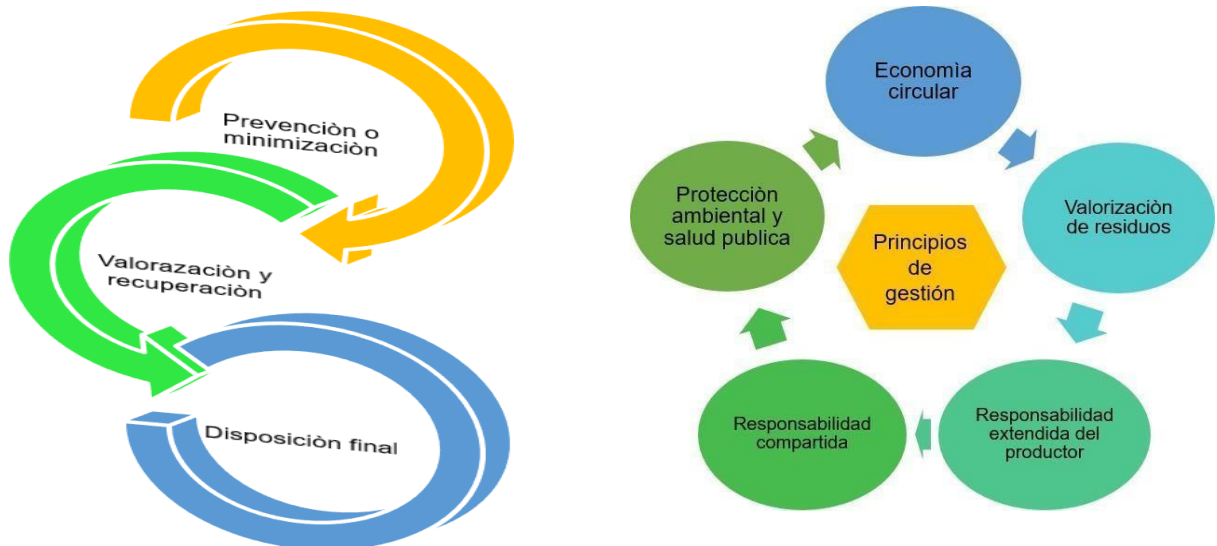 Prevenciòn o
minimizaciòn
Valorazaciòn y
recuperaciòn
Disposiciòn final
Economìa
circular
Valorizaciòn
de residuos
Responsabilidad
extendida del
productor
Responsabilidad
compartida
Protecciòn
ambiental y
salud publica
Principios
de
gestión